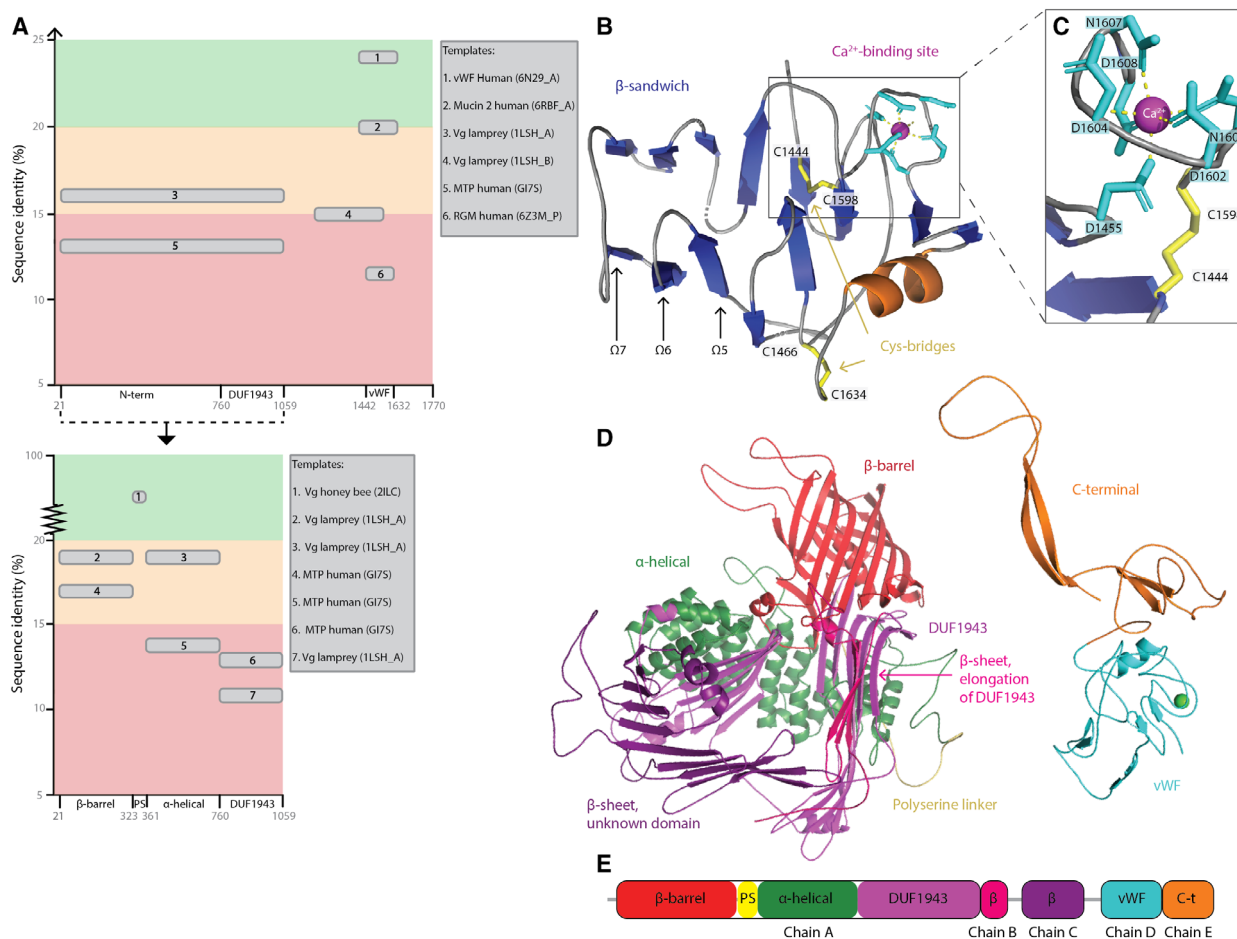 A
Sequence identity (%)
25
20
15
10
5
1
2
3
4
5
6
N-term
DUF1943
vWF
21
760
1059
1442
1632
1770
Templates:
1. vWF Human (6N29_A)
2. Mucin 2 human (6RBF_A)
3. Vg lamprey (1LSH_A)
4. Vg lamprey (1LSH_B)
5. MTP human (GI7S)
6. RGM human (6Z3M_P)
Sequence identity (%)
100
20
15
10
5
1
2
3
4
5
6
7
β-barrel
PS
α-helical
DUF1943
21
323
361
760
1059
Templates:
1. Vg honey bee (2ILC)
2. Vg lamprey (1LSH_A)
3. Vg lamprey (1LSH_A)
4. MTP human (GI7S)
5. MTP human (GI7S)
6. MTP human (GI7S)
7. Vg lamprey (1LSH_A)
B
Ca²⁺-binding site
β-sandwich
C1444
C1598
Ω7
Ω6
Ω5
C1466
Cys-bridges
C1634
C
N1607
D1608
Ca²⁺
D1604
N160
D1602
D1455
C159
C1444
D
β-barrel
C-terminal
α-helical
DUF1943
β-sheet,
elongation
of DUF1943
β-sheet,
unknown domain
Polyserine linker
vWF
E
β-barrel
PS
α-helical
DUF1943
β
β
vWF
C-t
Chain A
Chain B
Chain C
Chain D
Chain E